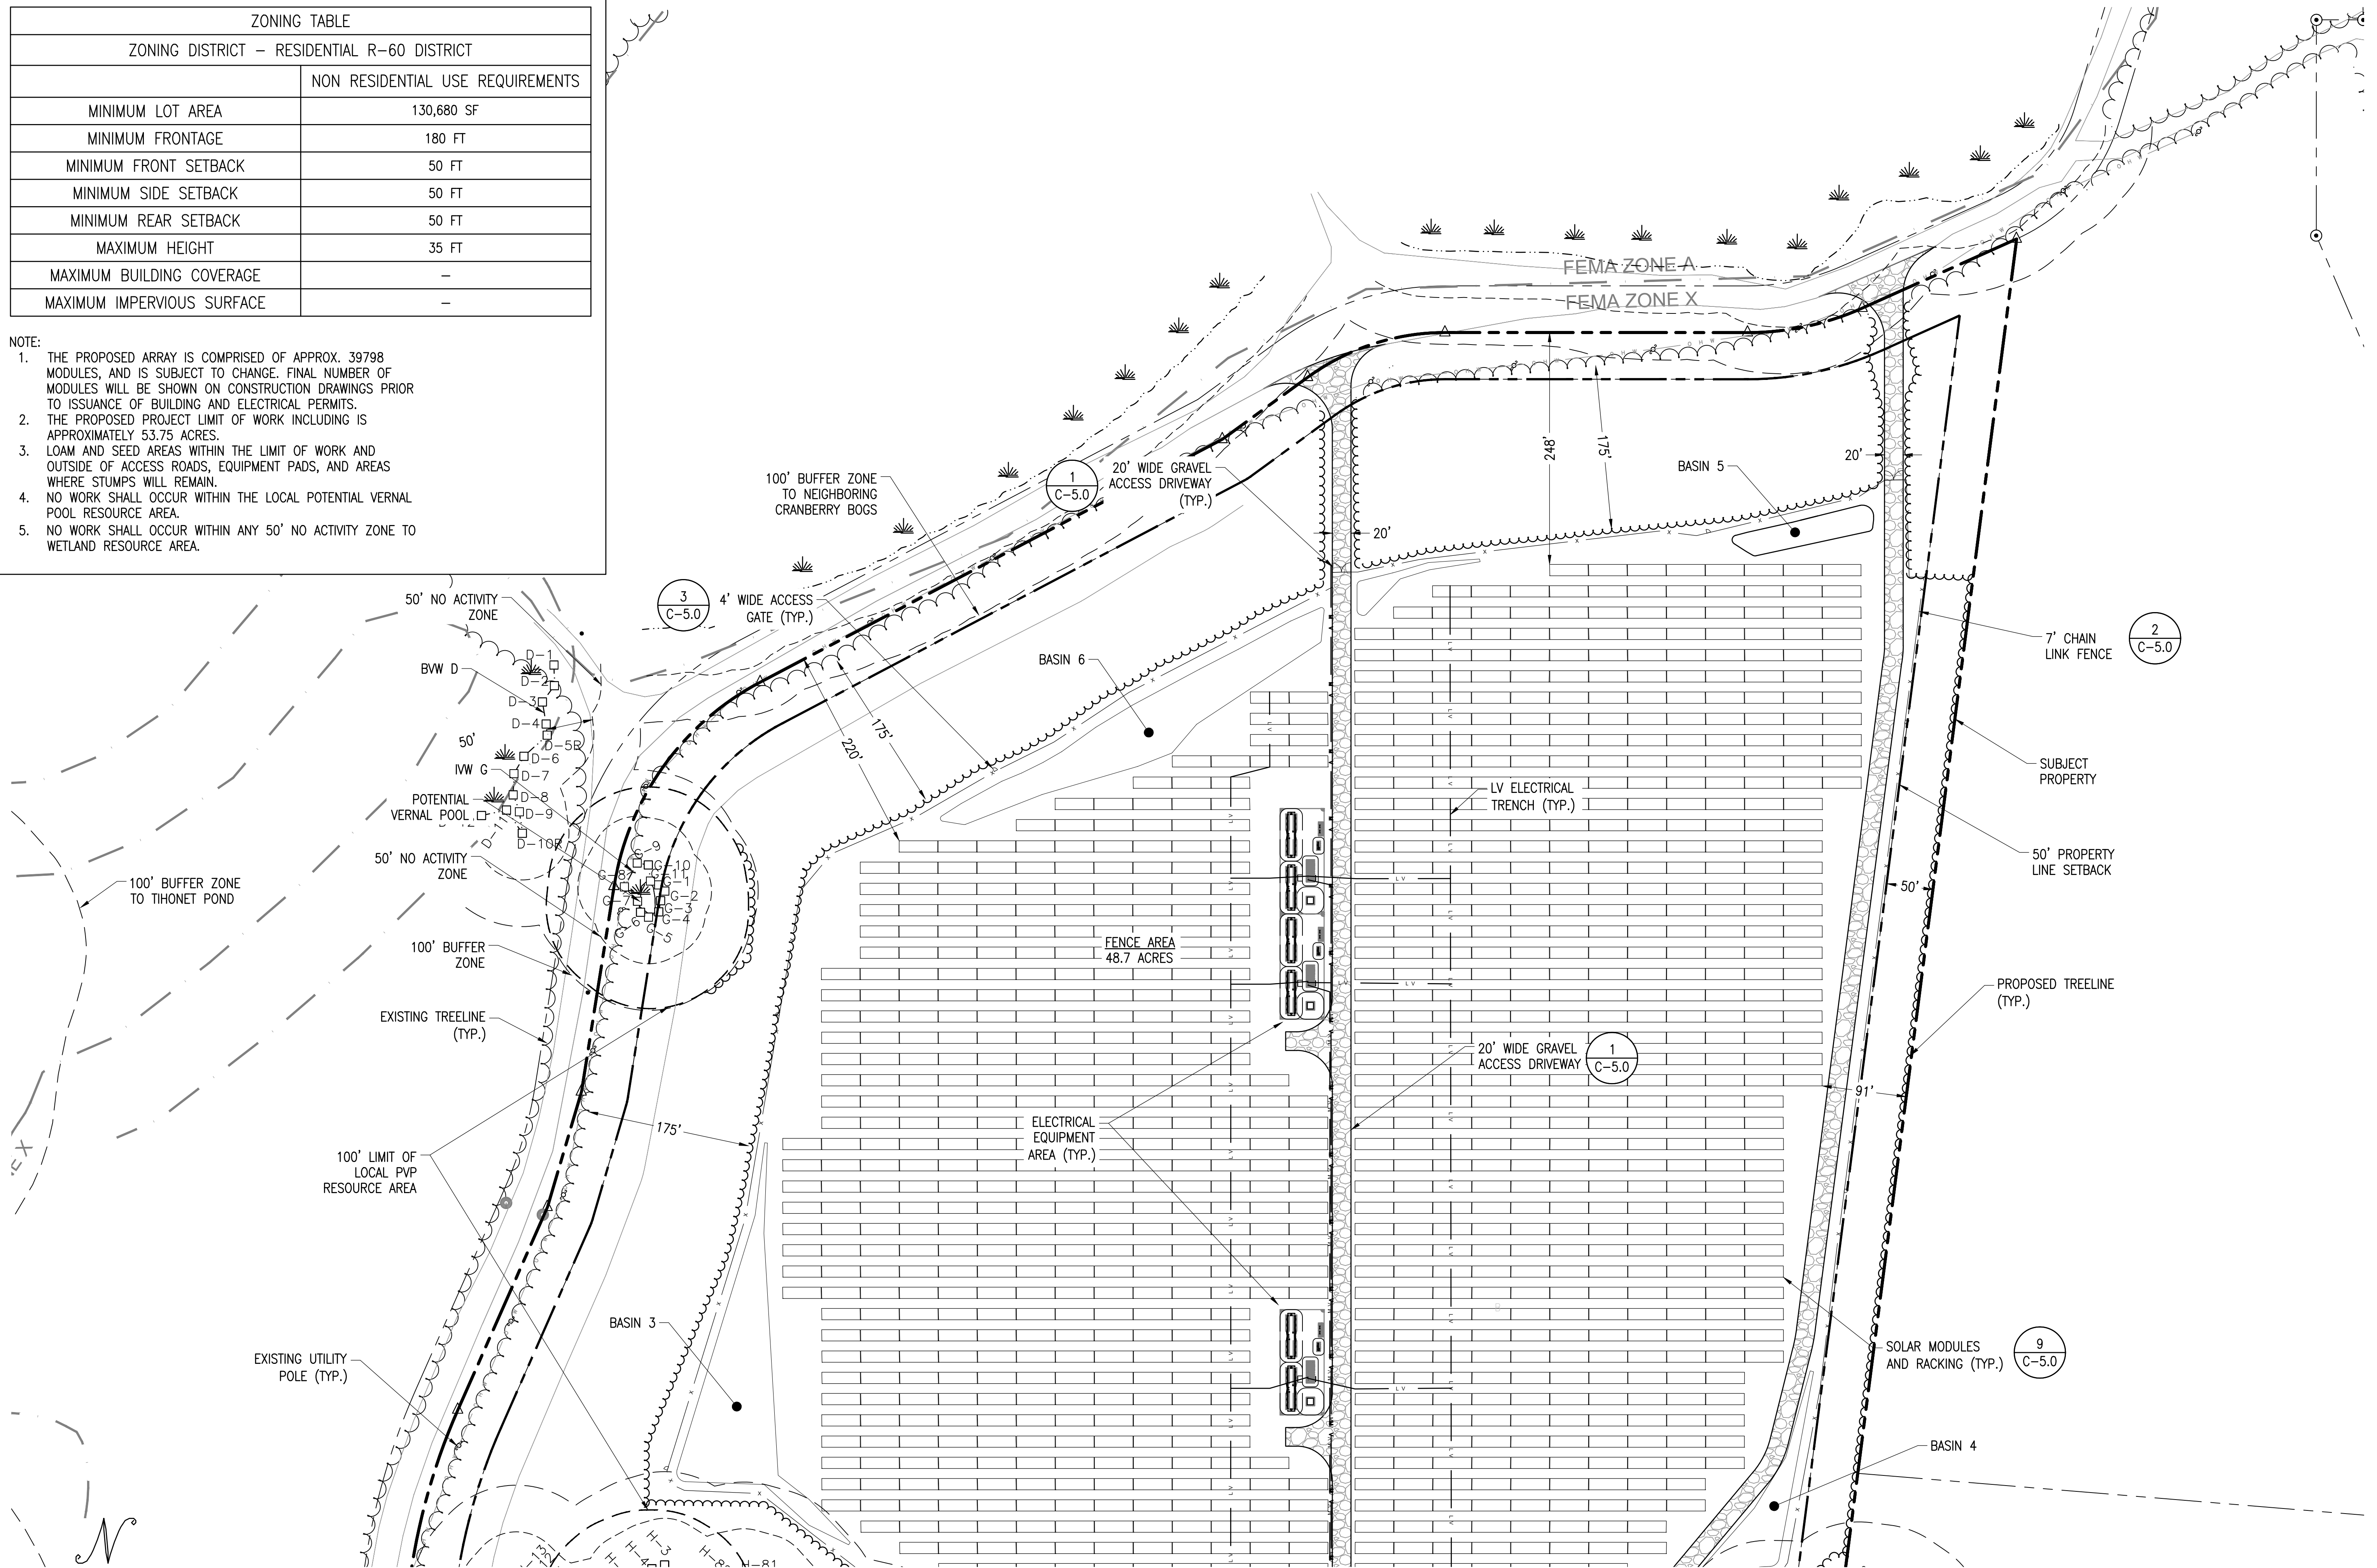 ZONING TABLE
ZONING DISTRICT – RESIDENTIAL R-60 DISTRICT
NON RESIDENTIAL USE REQUIREMENTS
MINIMUM LOT AREA 130,680 SF
MINIMUM FRONTAGE 180 FT
MINIMUM FRONT SETBACK 50 FT
MINIMUM SIDE SETBACK 50 FT
MINIMUM REAR SETBACK 50 FT
MAXIMUM HEIGHT 35 FT
MAXIMUM BUILDING COVERAGE –
MAXIMUM IMPERVIOUS SURFACE –
NOTE:
1. THE PROPOSED ARRAY IS COMPRISED OF APPROX. 39798
MODULES, AND IS SUBJECT TO CHANGE. FINAL NUMBER OF
MODULES WILL BE SHOWN ON CONSTRUCTION DRAWINGS PRIOR
TO ISSUANCE OF BUILDING AND ELECTRICAL PERMITS.
2. THE PROPOSED PROJECT LIMIT OF WORK INCLUDING IS
APPROXIMATELY 53.75 ACRES.
3. LOAM AND SEED AREAS WITHIN THE LIMIT OF WORK AND
OUTSIDE OF ACCESS ROADS, EQUIPMENT PADS, AND AREAS
WHERE STUMPS WILL REMAIN.
4. NO WORK SHALL OCCUR WITHIN THE LOCAL POTENTIAL VERNAL
POOL RESOURCE AREA.
5. NO WORK SHALL OCCUR WITHIN ANY 50' NO ACTIVITY ZONE TO
WETLAND RESOURCE AREA.
FEMA ZONE A
FEMA ZONE X
100' BUFFER ZONE
TO NEIGHBORING
CRANBERRY BOGS
1
C-5.0
20' WIDE GRAVEL
ACCESS DRIVEWAY
(TYP.)
248'
175'
BASIN 5
20'
20'
50' NO ACTIVITY
ZONE
3
C-5.0
4' WIDE ACCESS
GATE (TYP.)
BASIN 6
7' CHAIN
LINK FENCE
2
C-5.0
BVW D
D-1
D-2
D-3
D-4
D-5B
D-6
D-7
D-8
D-9
D-10B
50'
IVW G
POTENTIAL
VERNAL POOL
175'
220'
LV ELECTRICAL
TRENCH (TYP.)
SUBJECT
PROPERTY
50' PROPERTY
LINE SETBACK
50'
50' NO ACTIVITY
ZONE
G-9
G-10
G-11
G-1
G-2
G-3
G-4
G-5
G-6
G-7
G-8
100' BUFFER ZONE
TO TIHONET POND
100' BUFFER
ZONE
FENCE AREA
48.7 ACRES
EXISTING TREELINE
(TYP.)
PROPOSED TREELINE
(TYP.)
20' WIDE GRAVEL
ACCESS DRIVEWAY
1
C-5.0
91'
175'
ELECTRICAL
EQUIPMENT
AREA (TYP.)
100' LIMIT OF
LOCAL PVP
RESOURCE AREA
BASIN 3
SOLAR MODULES
AND RACKING (TYP.)
9
C-5.0
EXISTING UTILITY
POLE (TYP.)
BASIN 4
N
H-3
H-81